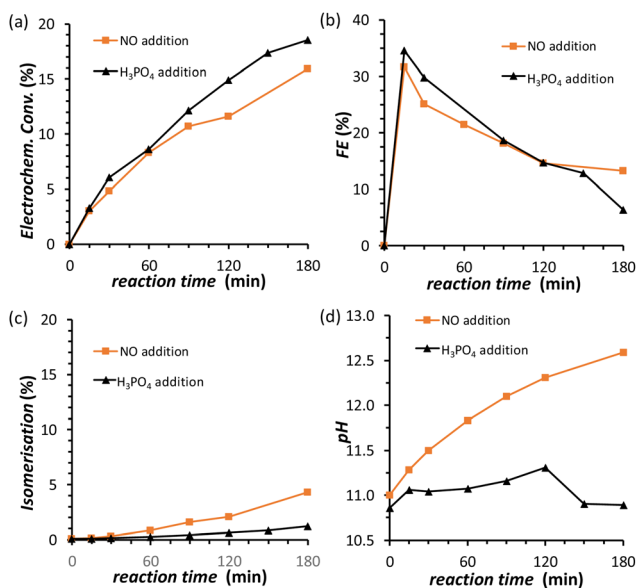 (a)
20
15
10
5
0
Electrochem. Conv. (%)
NO addition
H₃PO₄ addition
0 60 120 180
reaction time (min)
(b)
40
30
20
10
0
FE (%)
NO addition
H₃PO₄ addition
0 60 120 180
reaction time (min)
(c)
20
15
10
5
0
Isomerisation (%)
NO addition
H₃PO₄ addition
0 60 120 180
reaction time (min)
(d)
13.0
12.5
12.0
11.5
11.0
10.5
pH
NO addition
H₃PO₄ addition
0 60 120 180
reaction time (min)